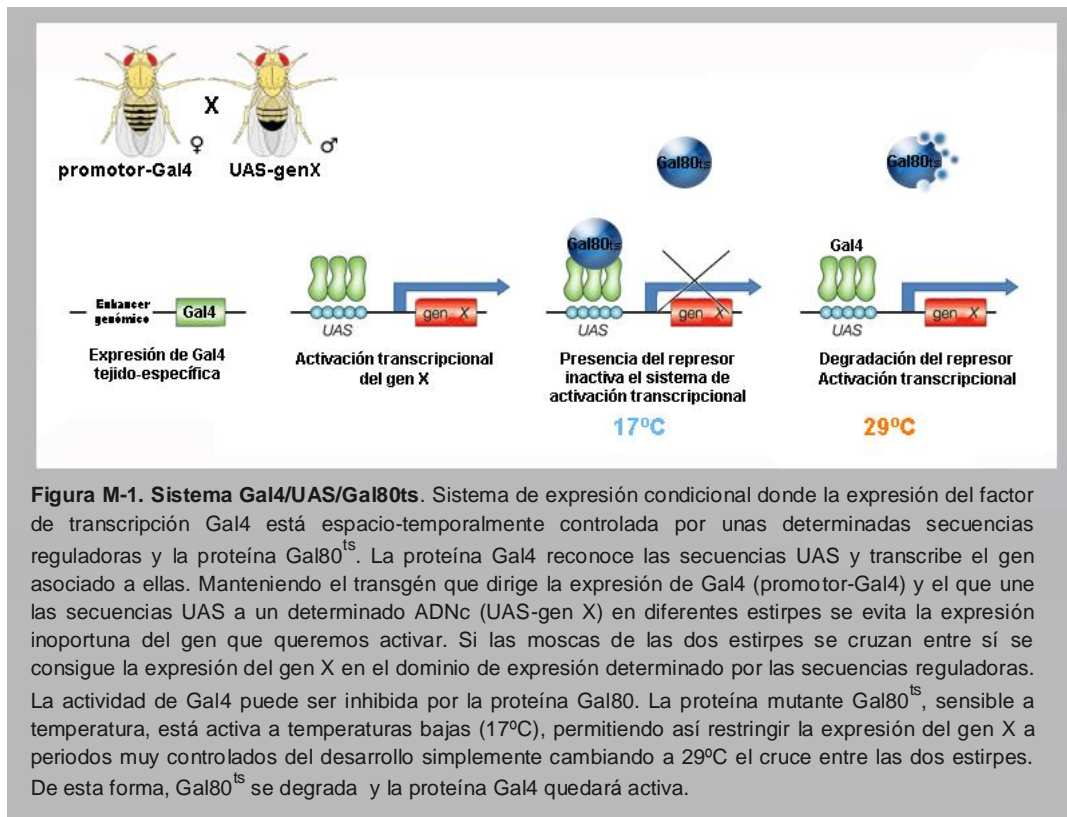 X
♀
♂
promotor-Gal4
UAS-genX
Gal80ts
Gal80ts
Enhancer
genómico
Gal4
Expresión de Gal4
tejido-específica
UAS
gen X
Activación transcripcional
del gen X
Gal80ts
UAS
gen X
Presencia del represor
inactiva el sistema de
activación transcripcional
17ºC
Gal4
UAS
gen X
Degradación del represor
Activación transcripcional
29ºC
Figura M-1. Sistema Gal4/UAS/Gal80ts. Sistema de expresión condicional donde la expresión del factor
de transcripción Gal4 está espacio-temporalmente controlada por unas determinadas secuencias
reguladoras y la proteína Gal80ts. La proteína Gal4 reconoce las secuencias UAS y transcribe el gen
asociado a ellas. Manteniendo el transgén que dirige la expresión de Gal4 (promotor-Gal4) y el que une
las secuencias UAS a un determinado ADNc (UAS-gen X) en diferentes estirpes se evita la expresión
inoportuna del gen que queremos activar. Si las moscas de las dos estirpes se cruzan entre sí se
consigue la expresión del gen X en el dominio de expresión determinado por las secuencias reguladoras.
La actividad de Gal4 puede ser inhibida por la proteína Gal80. La proteína mutante Gal80ts, sensible a
temperatura, está activa a temperaturas bajas (17ºC), permitiendo así restringir la expresión del gen X a
periodos muy controlados del desarrollo simplemente cambiando a 29ºC el cruce entre las dos estirpes.
De esta forma, Gal80ts se degrada y la proteína Gal4 quedará activa.